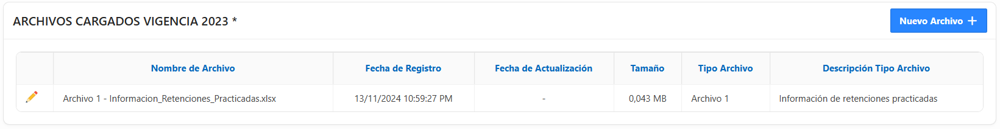 ARCHIVOS CARGADOS VIGENCIA 2023 *
Nuevo Archivo +
Nombre de Archivo Fecha de Registro Fecha de Actualización Tamaño Tipo Archivo Descripción Tipo Archivo
Archivo 1 - Informacion_Retenciones_Practicadas.xlsx 13/11/2024 10:59:27 PM - 0,043 MB Archivo 1 Información de retenciones practicadas